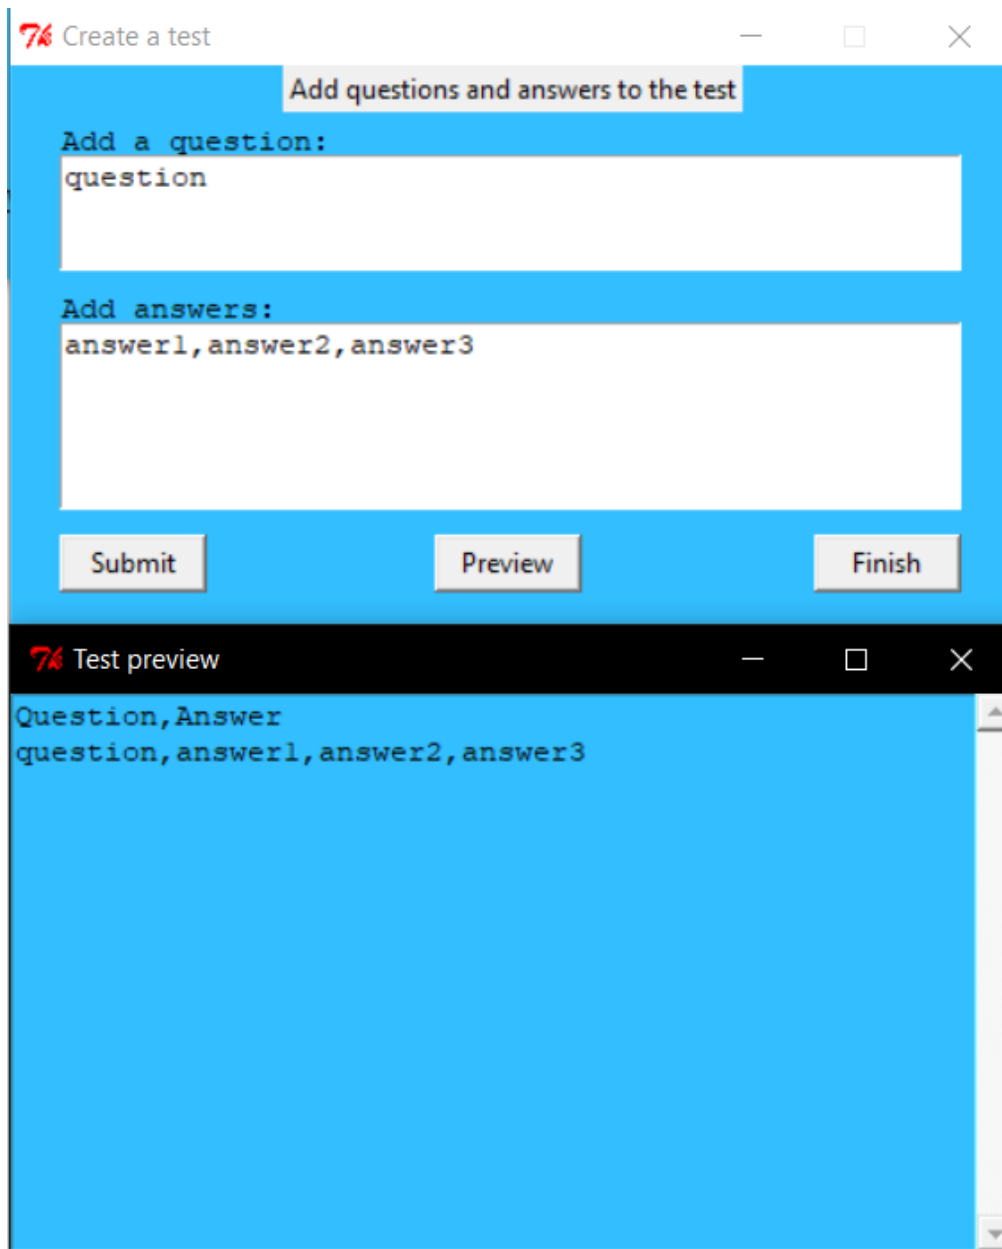 Create a test
Add questions and answers to the test
Add a question:
question
Add answers:
answer1,answer2,answer3
Submit Preview Finish
Test preview
Question,Answer
question,answer1,answer2,answer3